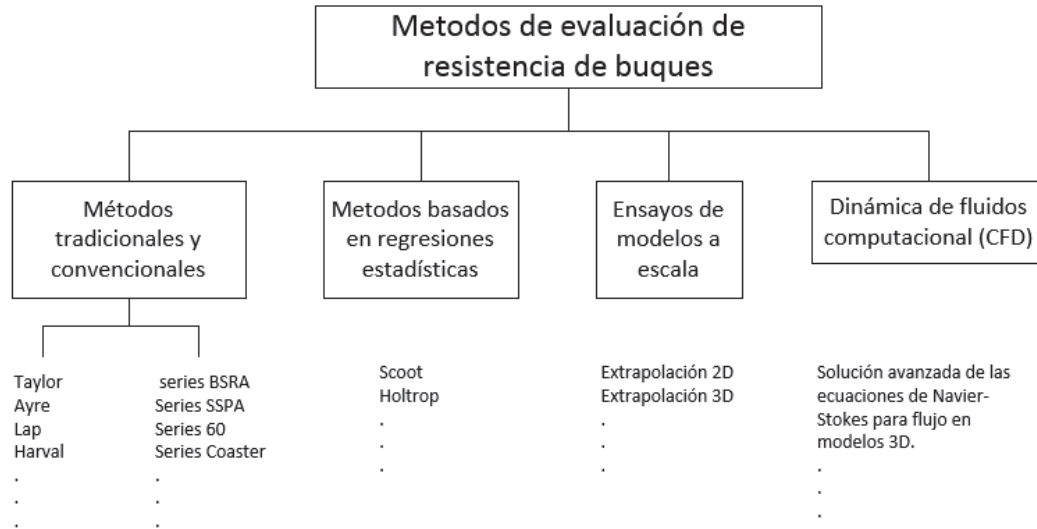 Metodos de evaluación de
resistencia de buques
Métodos
tradicionales y
convencionales
Metodos basados
en regresiones
estadísticas
Ensayos de
modelos a
escala
Dinámica de fluidos
computacional (CFD)
Taylor
Ayre
Lap
Harval
.
.
.
series BSRA
Series SSPA
Series 60
Series Coaster
.
.
.
Scoot
Holtrop
.
.
.
Extrapolación 2D
Extrapolación 3D
.
.
.
Solución avanzada de las
ecuaciones de Navier-
Stokes para flujo en
modelos 3D.
.
.
.